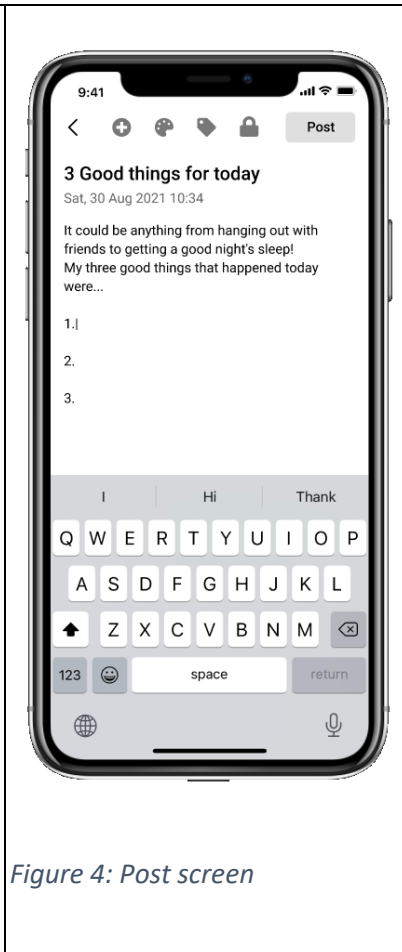 9:41
Post
3 Good things for today
Sat, 30 Aug 2021 10:34
It could be anything from hanging out with
friends to getting a good night's sleep!
My three good things that happened today
were...
1.
2.
3.
I Hi Thank
Q W E R T Y U I O P
A S D F G H J K L
Z X C V B N M
123 space return
Figure 4: Post screen